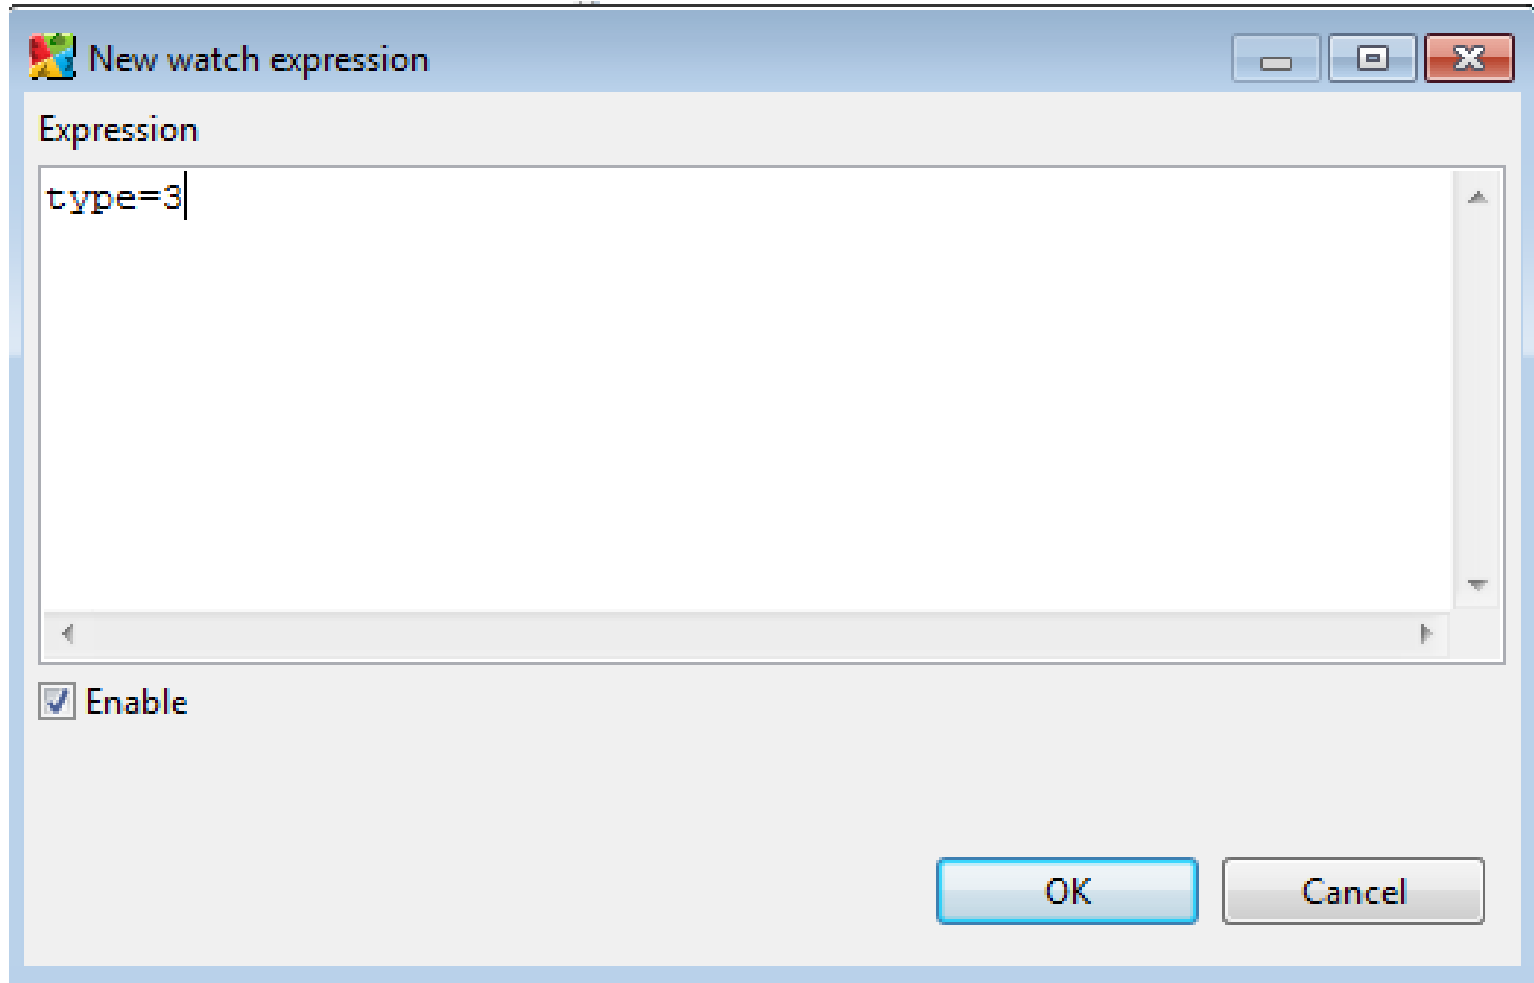 New watch expression
Expression
type=3
Enable
OK Cancel